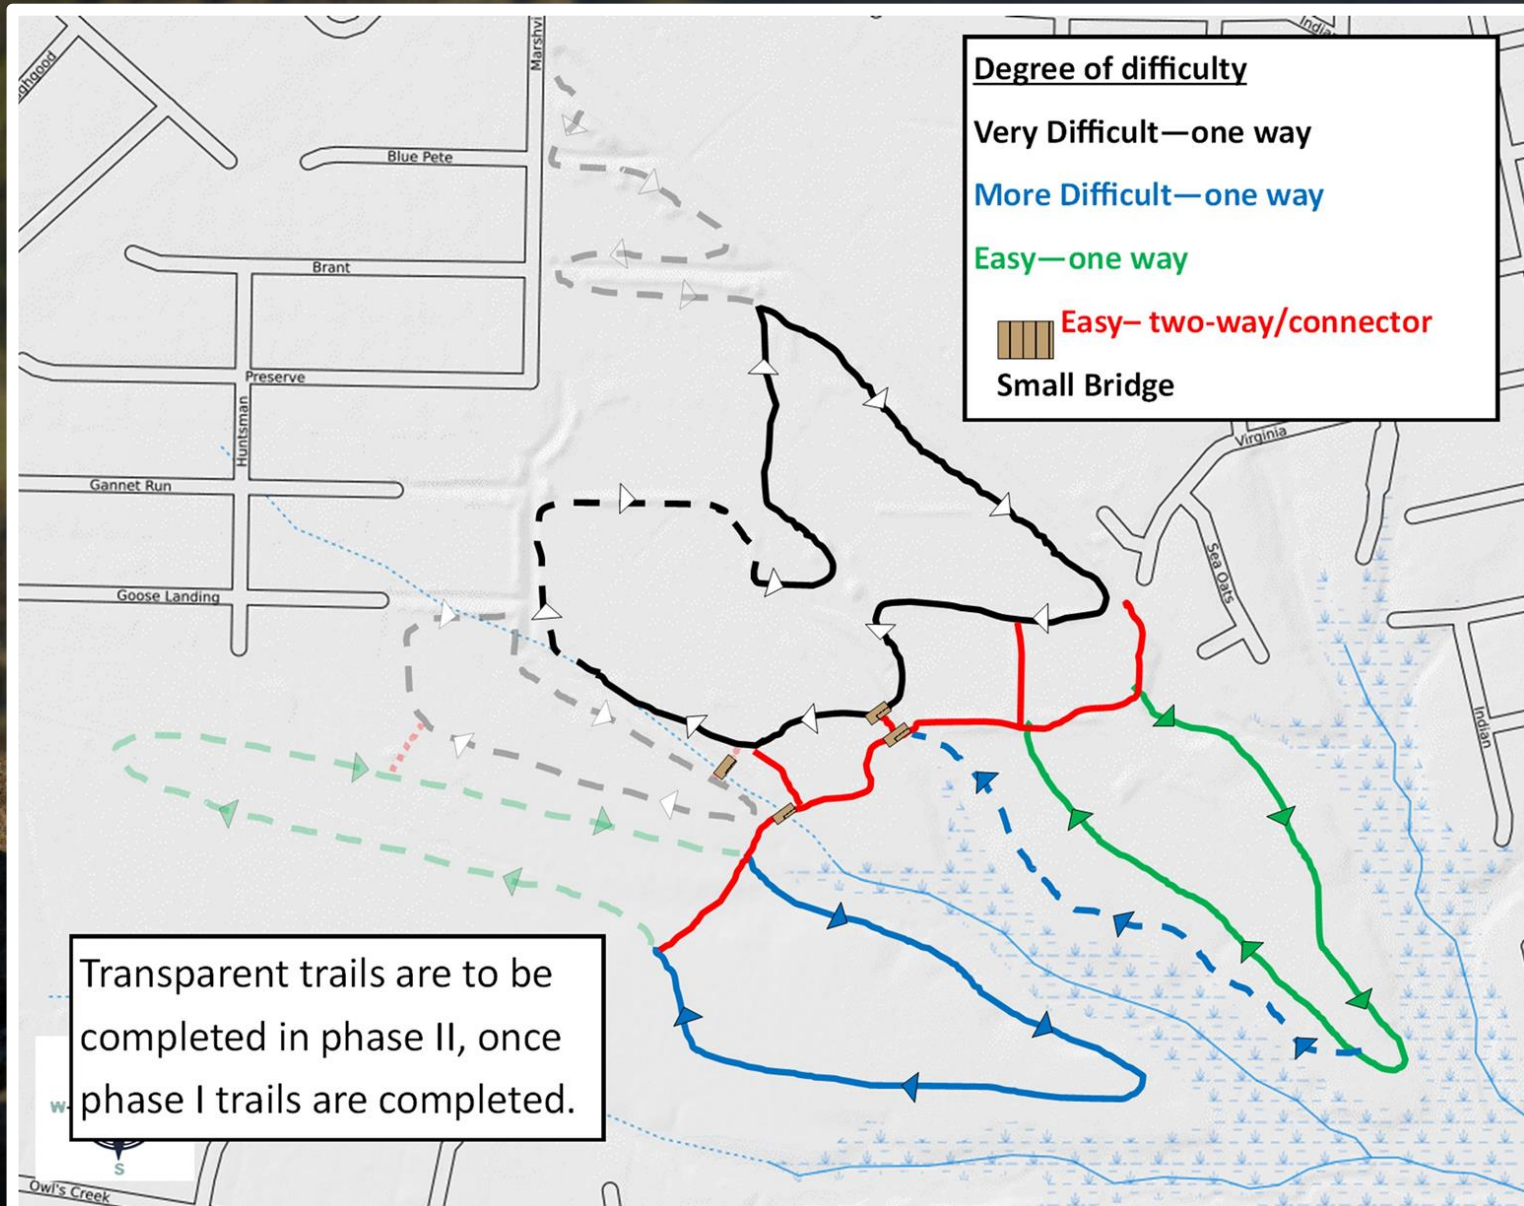 Marshvi
India
ghgood
Degree of difficulty
Very Difficult—one way
More Difficult—one way
Easy—one way
Easy– two-way/connector
Small Bridge
Blue Pete
Brant
Preserve
Huntsman
Virginia
Gannet Run
Sea Oats
Goose Landing
Indian
Transparent trails are to be
completed in phase II, once
phase I trails are completed.
W
S
Owl's Creek